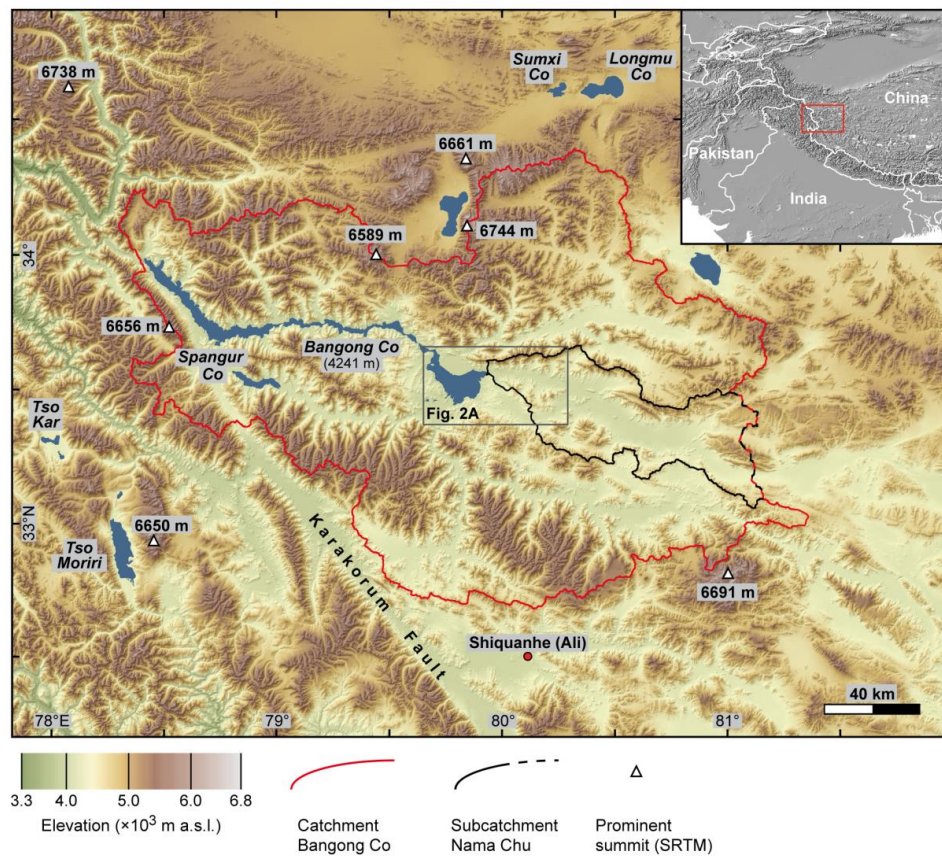 6738 m
Sumxi
Co
Longmu
Co
China
Pakistan
India
6661 m
6744 m
6589 m
34°
6656 m
Bangong Co
(4241 m)
Spangur
Co
Fig. 2A
Tso
Kar
33°N
6650 m
Tso
Moriri
Karakorum Fault
6691 m
Shiquanhe (Ali)
40 km
78°E
79°
80°
81°
3.3
4.0
5.0
6.0
6.8
Elevation (×10³ m a.s.l.)
Catchment
Bangong Co
Subcatchment
Nama Chu
Prominent
summit (SRTM)